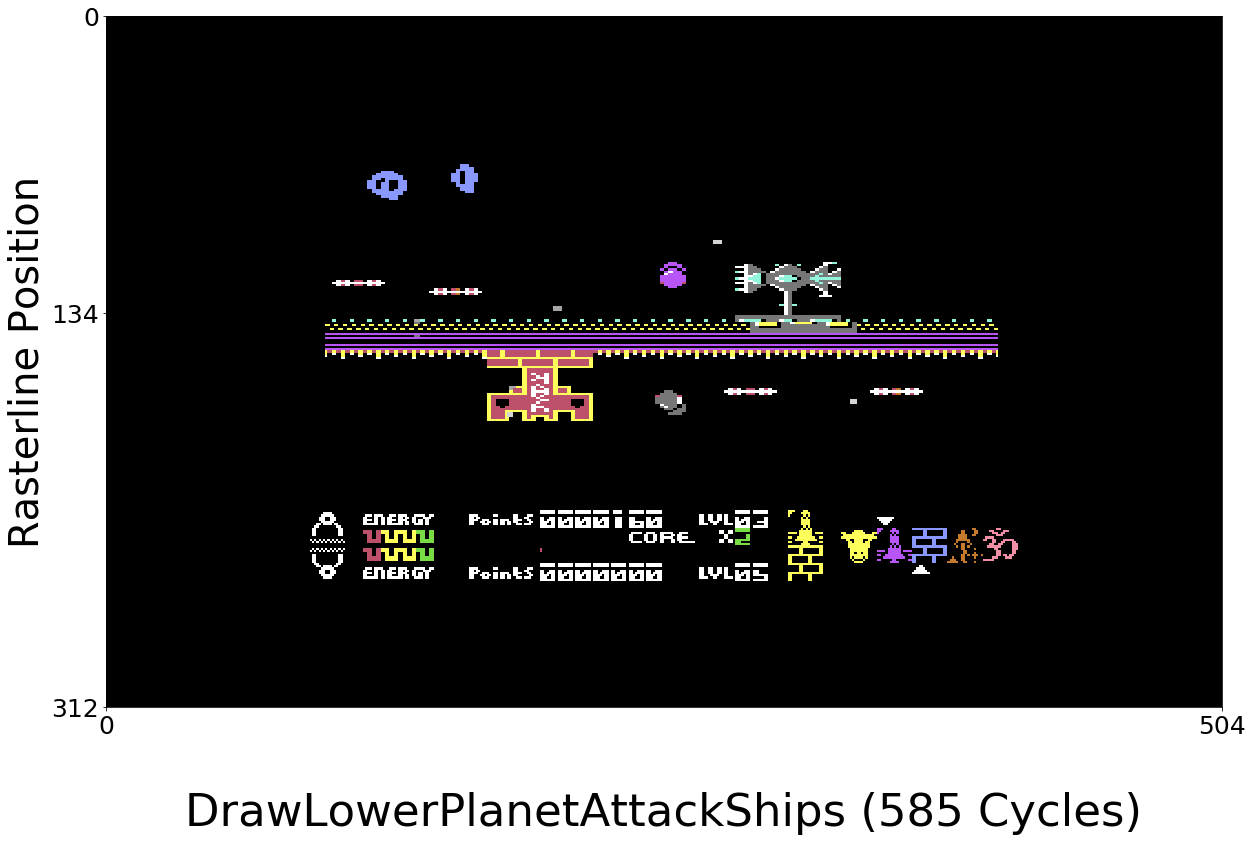 0
Rasterline Position
134
ENERGY Points 0000160 LVL03
CORE X2
ॐ
ENERGY Points 0000000 LVL05
312
0 504
DrawLowerPlanetAttackShips (585 Cycles)